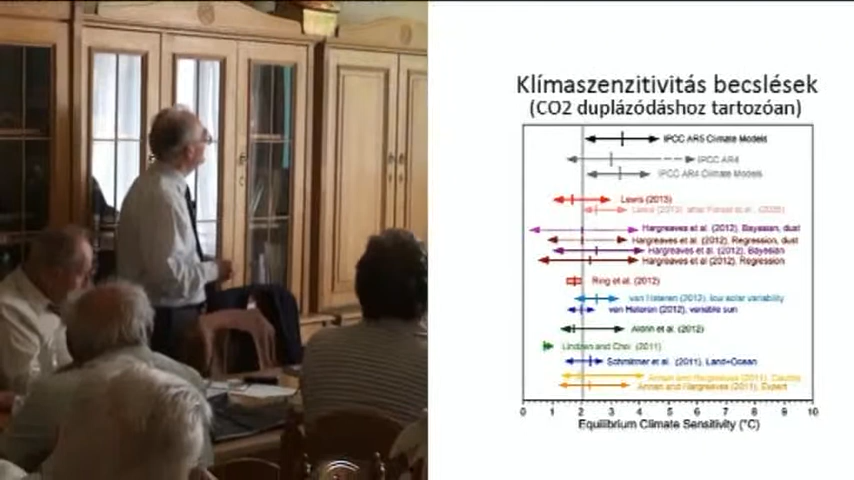 Klímaszenzitivitás becslések
(CO2 duplázódáshoz tartozóan)
IPCC AR5 Climate Models
IPCC AR4
IPCC AR4 Climate Models
Lewis (2013)
Hargreaves et al. (2012), Bayesian, dust
Hargreaves et al. (2012), Regression, dust
Hargreaves et al. (2012), Bayesian
Hargreaves et al (2012), Regression
Ring et al. (2012)
van Hateren (2012), low solar variability
van Hateren (2012), variable sun
Aldrin et al. (2012)
Lindzen and Choi (2011)
Schmittner et al. (2011), Land+Ocean
Annan and Hargreaves (2011), Cauchy
Annan and Hargreaves (2011), Expert
0 1 2 3 4 5 6 7 8 9 10
Equilibrium Climate Sensitivity (°C)